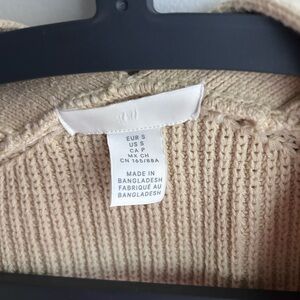 EUR S
US S
CA P
MX CH
CN 165/88A
MADE IN
BANGLADESH
FABRIQUÉ AU
BANGLADESH